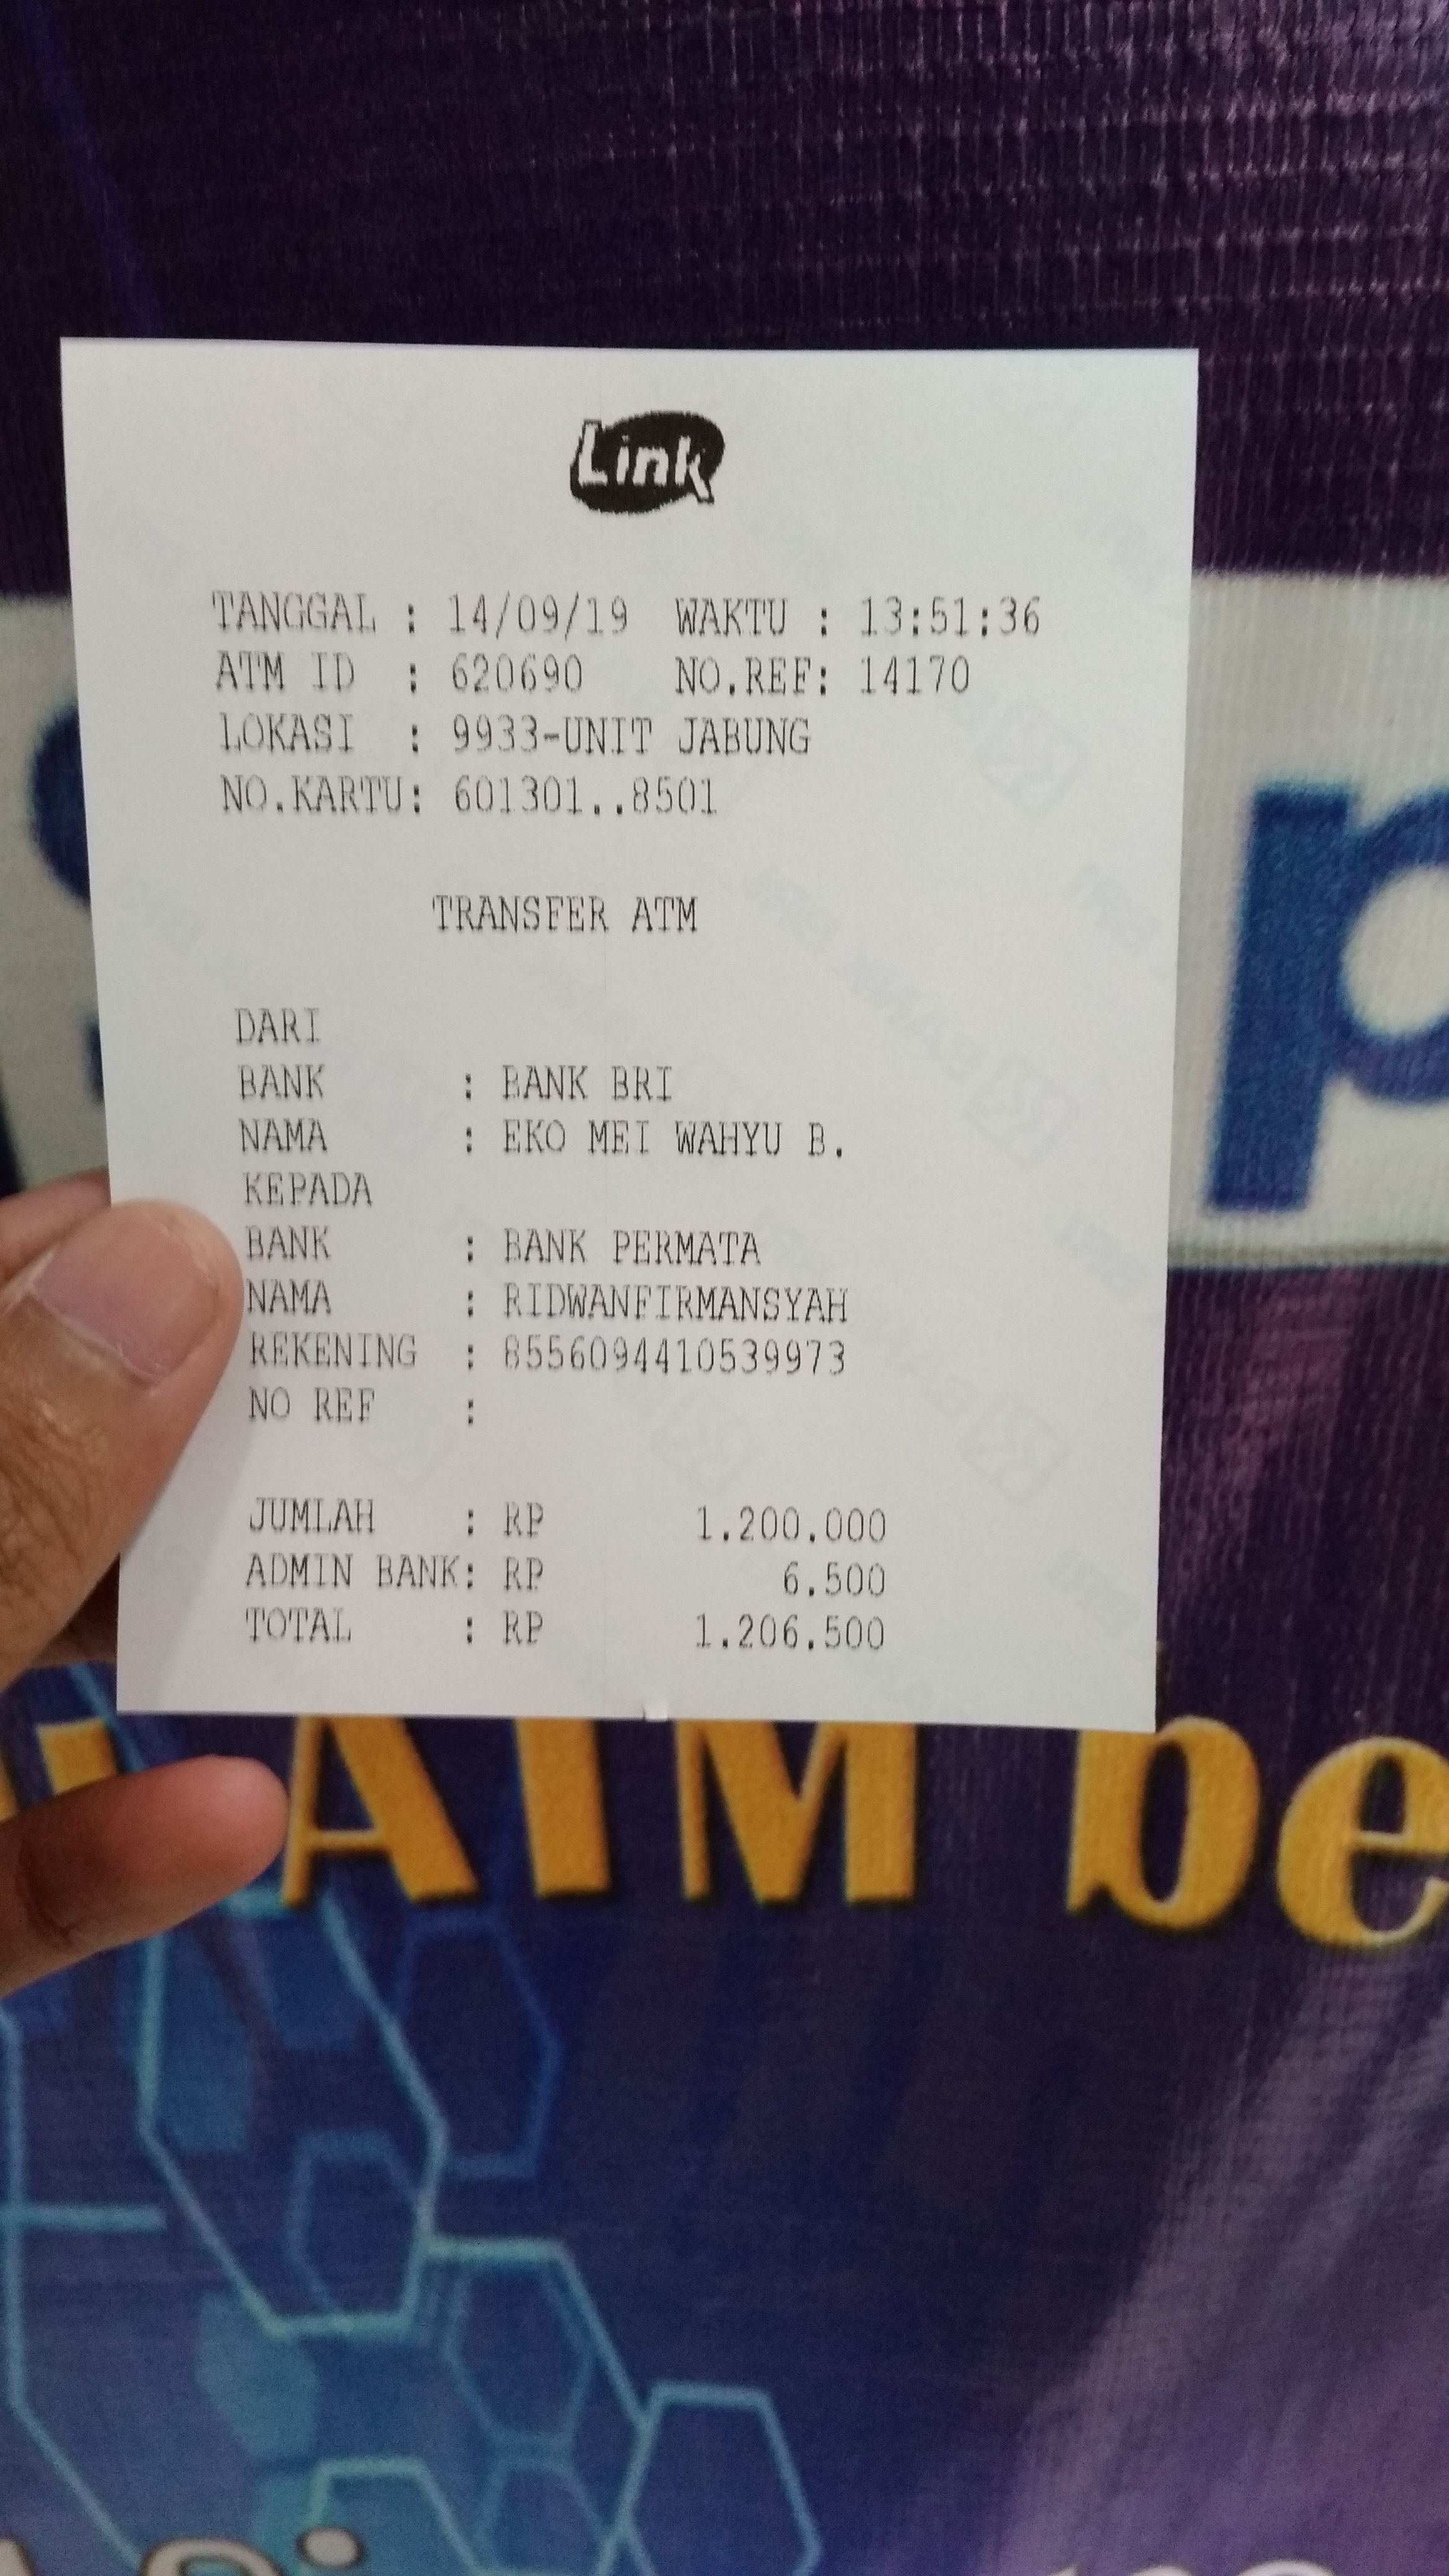 Link
TANGGAL : 14/09/19 WAKTU : 13:51:36
ATM ID : 620690 NO.REF: 14170
LOKASI : 9933-UNIT JABUNG
NO.KARTU: 601301..8501
TRANSFER ATM
DARI
BANK : BANK BRI
NAMA : EKO MEI WAHYU B.
KEPADA
BANK : BANK PERMATA
NAMA : RIDWANFIRMANSYAH
REKENING : 8556094410539973
NO REF :
JUMLAH : RP 1.200.000
ADMIN BANK: RP 6.500
TOTAL : RP 1.206.500
p
ATM be